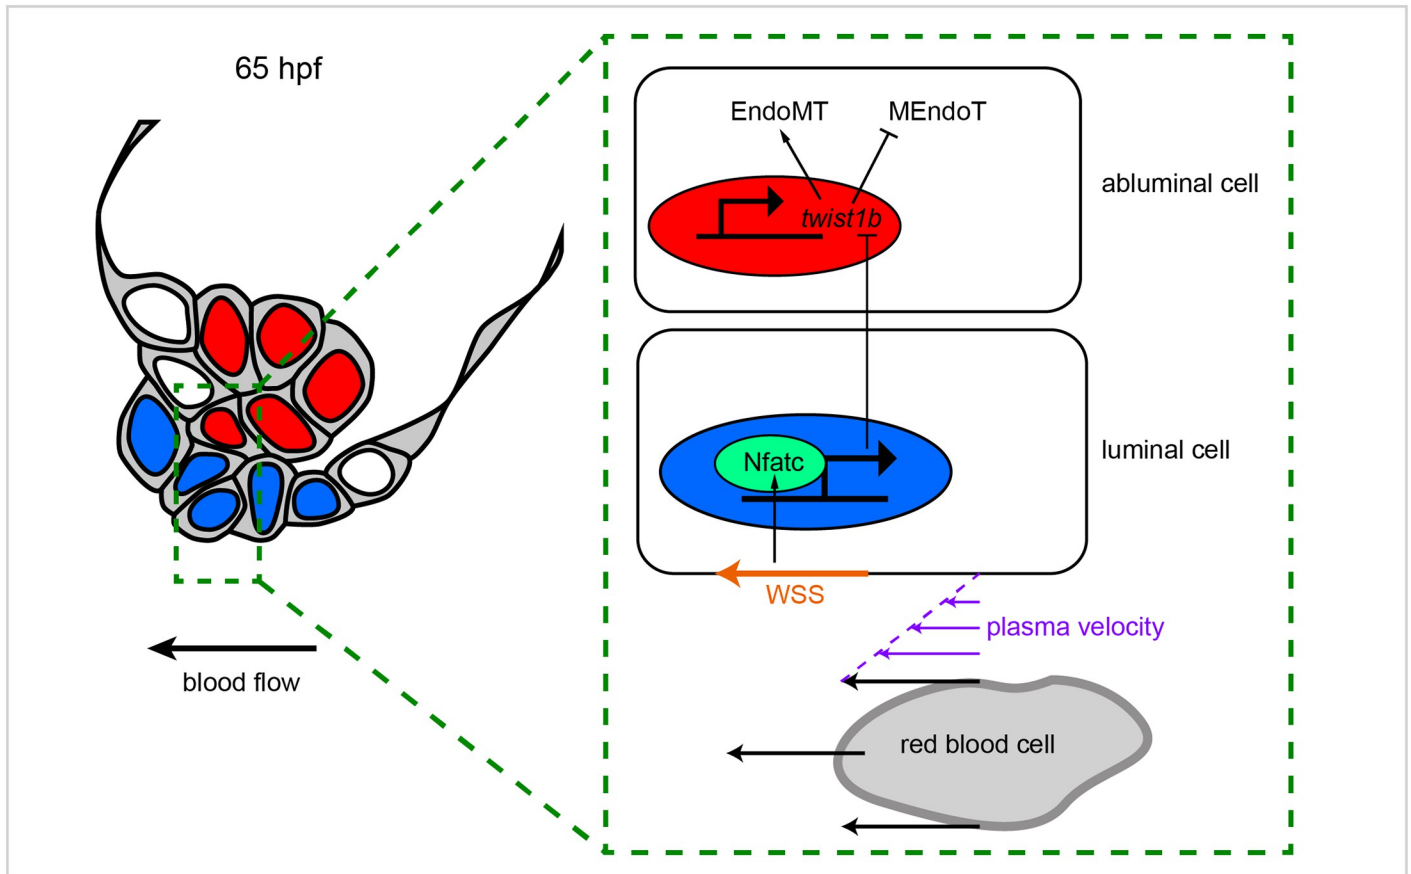 65 hpf
EndoMT
MEndoT
twist1b
abluminal cell
Nfatc
luminal cell
WSS
plasma velocity
blood flow
red blood cell